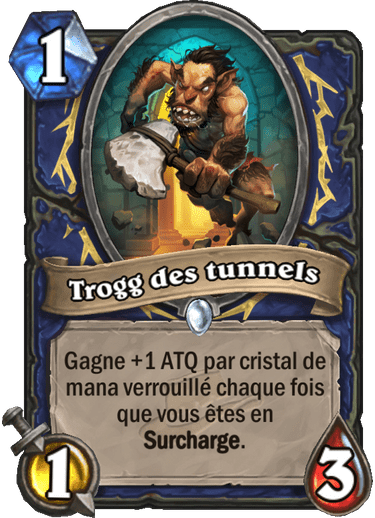 1
Trogg des tunnels
Gagne +1 ATQ par cristal de
mana verrouillé chaque fois
que vous êtes en
Surcharge.
1
3